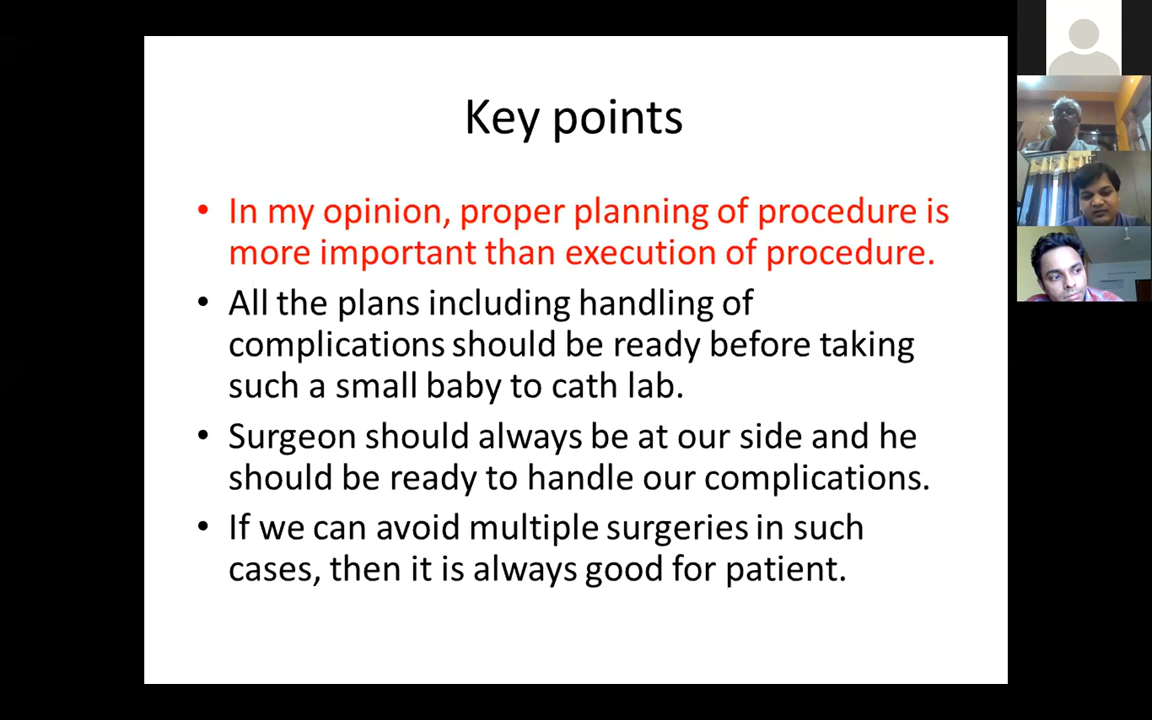 Key points
• In my opinion, proper planning of procedure is
more important than execution of procedure.
• All the plans including handling of
complications should be ready before taking
such a small baby to cath lab.
• Surgeon should always be at our side and he
should be ready to handle our complications.
• If we can avoid multiple surgeries in such
cases, then it is always good for patient.